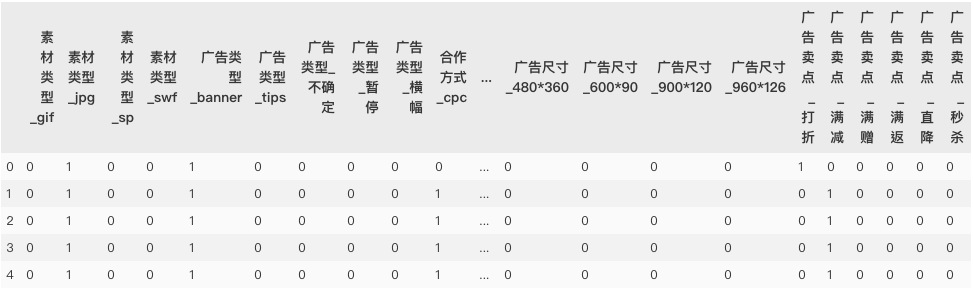 素材类型_gif 素材类型_jpg 素材类型_sp 素材类型_swf 广告类型_banner 广告类型_tips 广告类型_不确定 广告类型_暂停 广告类型_横幅 合作方式_cpc ... 广告尺寸_480*360 广告尺寸_600*90 广告尺寸_900*120 广告尺寸_960*126 广告卖点_打折 广告卖点_满减 广告卖点_满赠 广告卖点_满返 广告卖点_直降 广告卖点_秒杀
0 0 1 0 0 1 0 0 0 0 0 ... 0 0 0 0 1 0 0 0 0 0
1 0 1 0 0 1 0 0 0 0 1 ... 0 0 0 0 0 1 0 0 0 0
2 0 1 0 0 1 0 0 0 0 1 ... 0 0 0 0 0 1 0 0 0 0
3 0 1 0 0 1 0 0 0 0 1 ... 0 0 0 0 0 1 0 0 0 0
4 0 1 0 0 1 0 0 0 0 1 ... 0 0 0 0 0 1 0 0 0 0